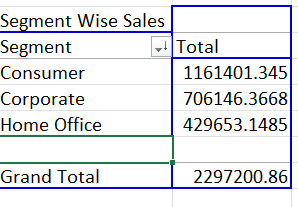 Segment Wise Sales
Segment Total
Consumer 1161401.345
Corporate 706146.3668
Home Office 429653.1485
Grand Total 2297200.86